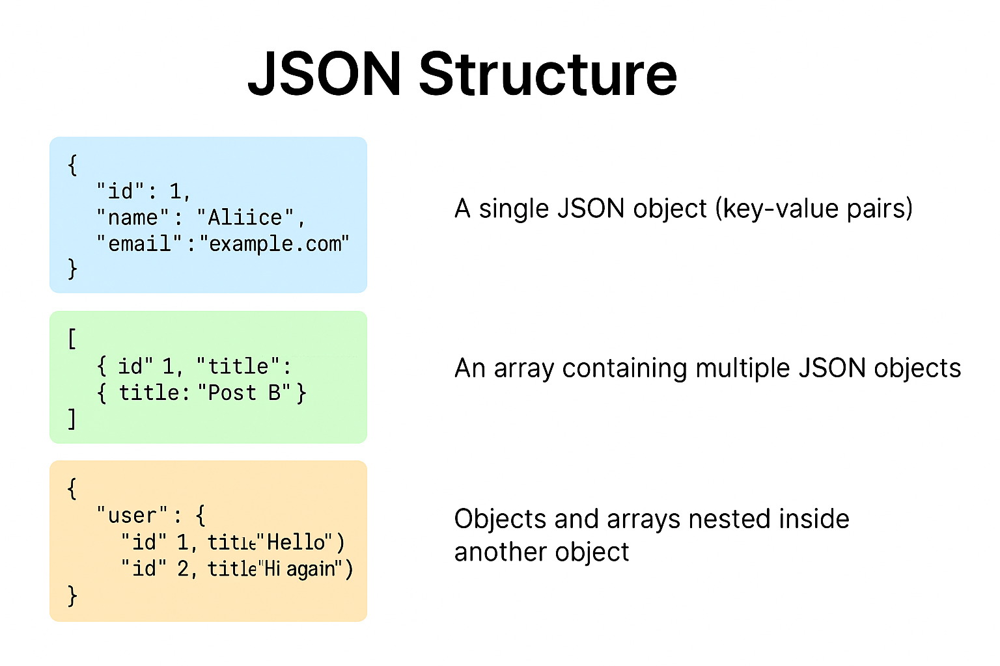 JSON Structure
{
"id": 1,
"name": "Aliice",
"email":"example.com"
}
A single JSON object (key-value pairs)
[
{ id" 1, "title":
{ title: "Post B" }
]
An array containing multiple JSON objects
{
"user": {
"id" 1, title"Hello")
"id" 2, title"Hi again")
}
Objects and arrays nested inside
another object